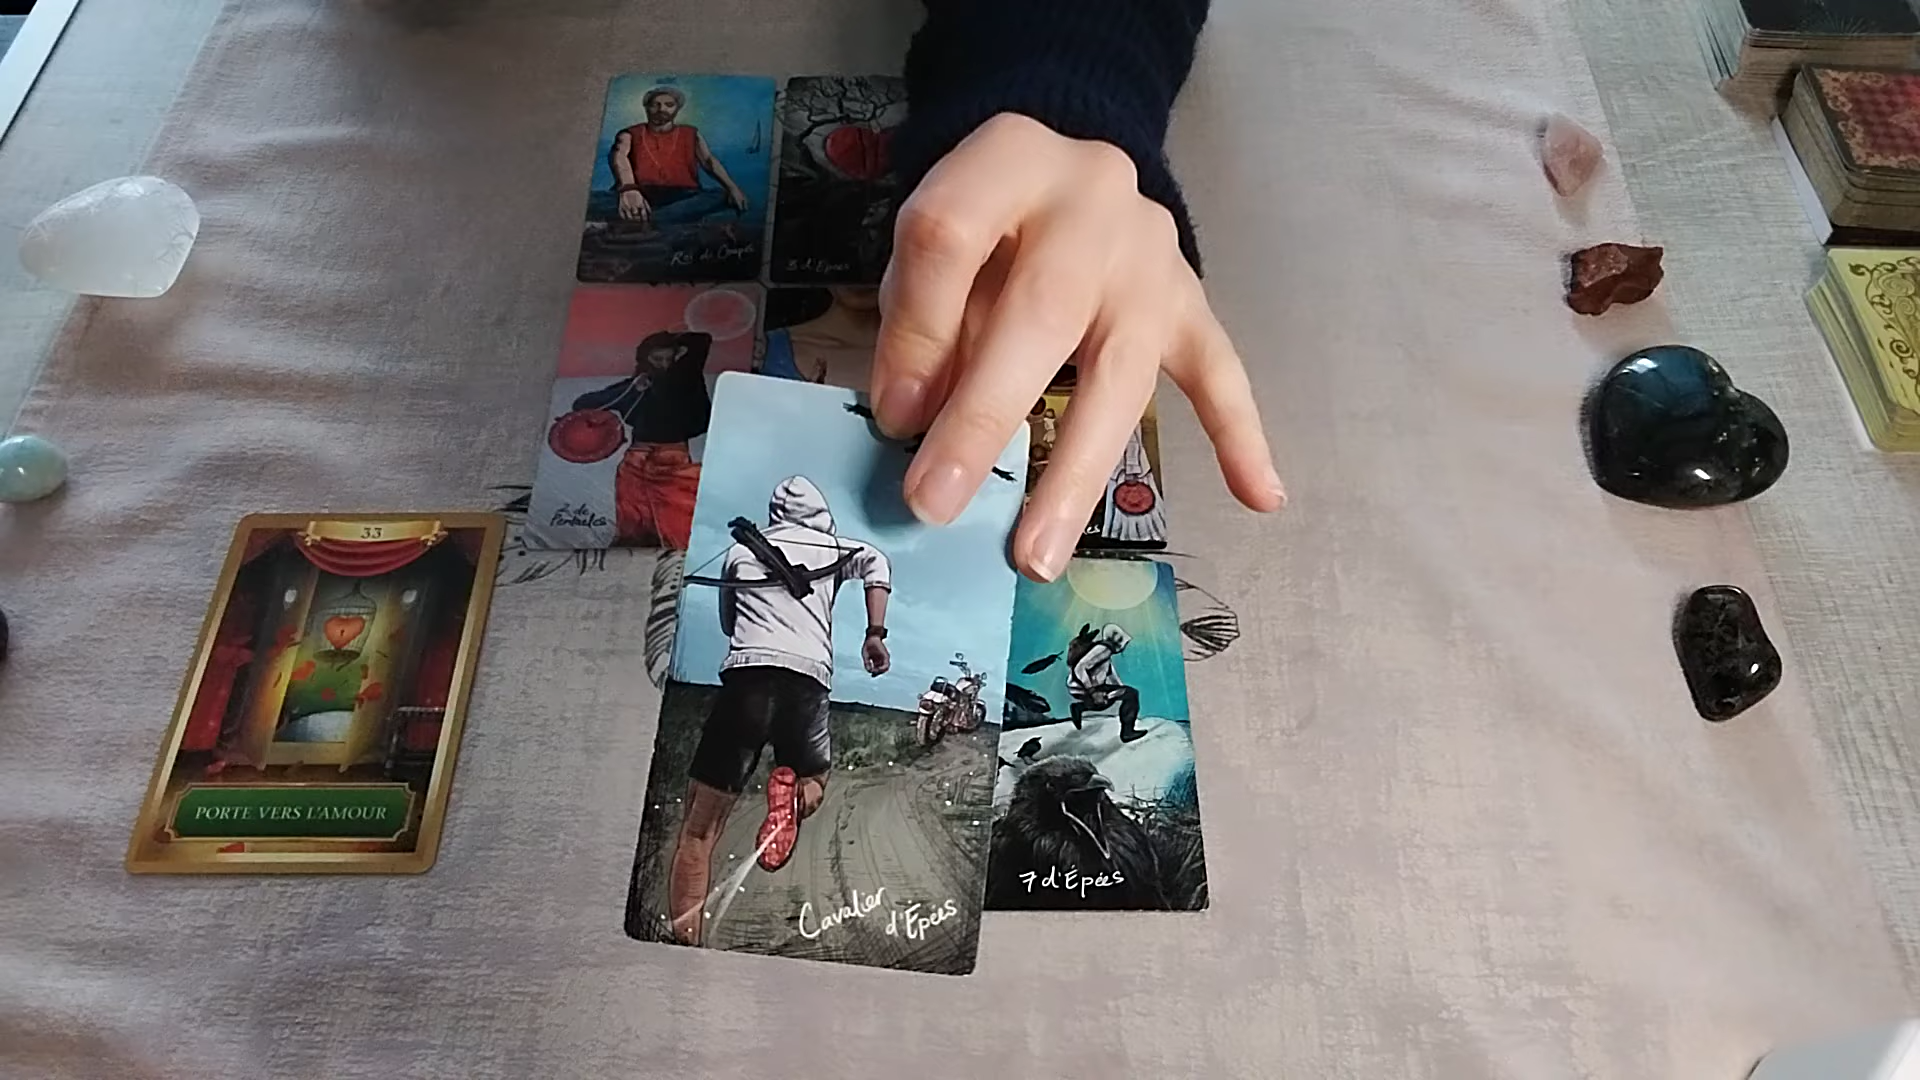 Roi de Coupes
3 d'Épées
2 de
Pentacles
33
PORTE VERS L'AMOUR
Cavalier
d'Épées
7 d'Épées